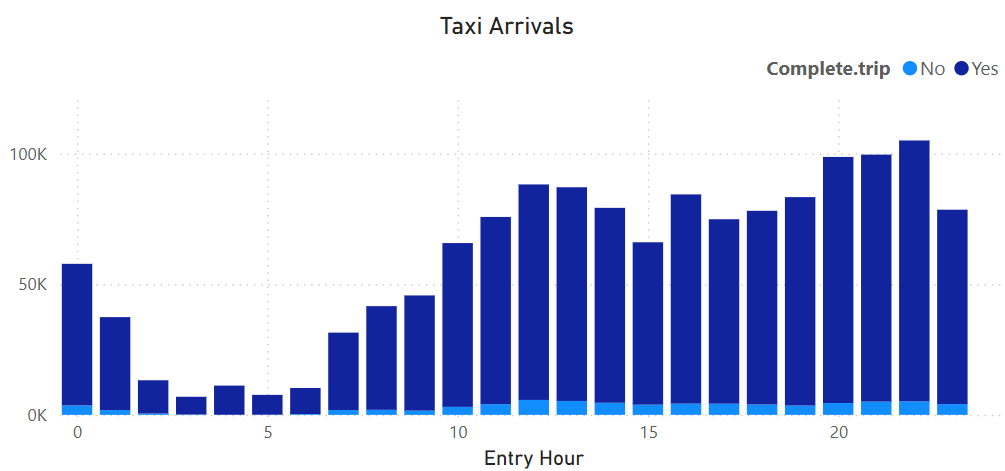 Taxi Arrivals
Complete.trip No Yes
100K
50K
0K
0 5 10 15 20
Entry Hour